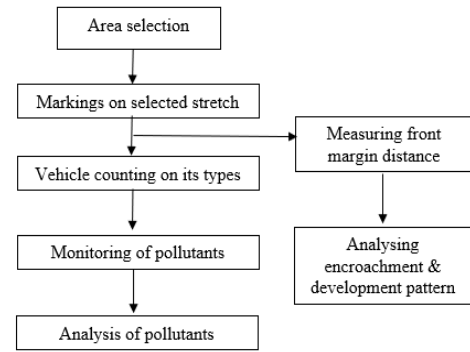 Area selection
Markings on selected stretch
Measuring front
margin distance
Vehicle counting on its types
Monitoring of pollutants
Analysing
encroachment &
development pattern
Analysis of pollutants